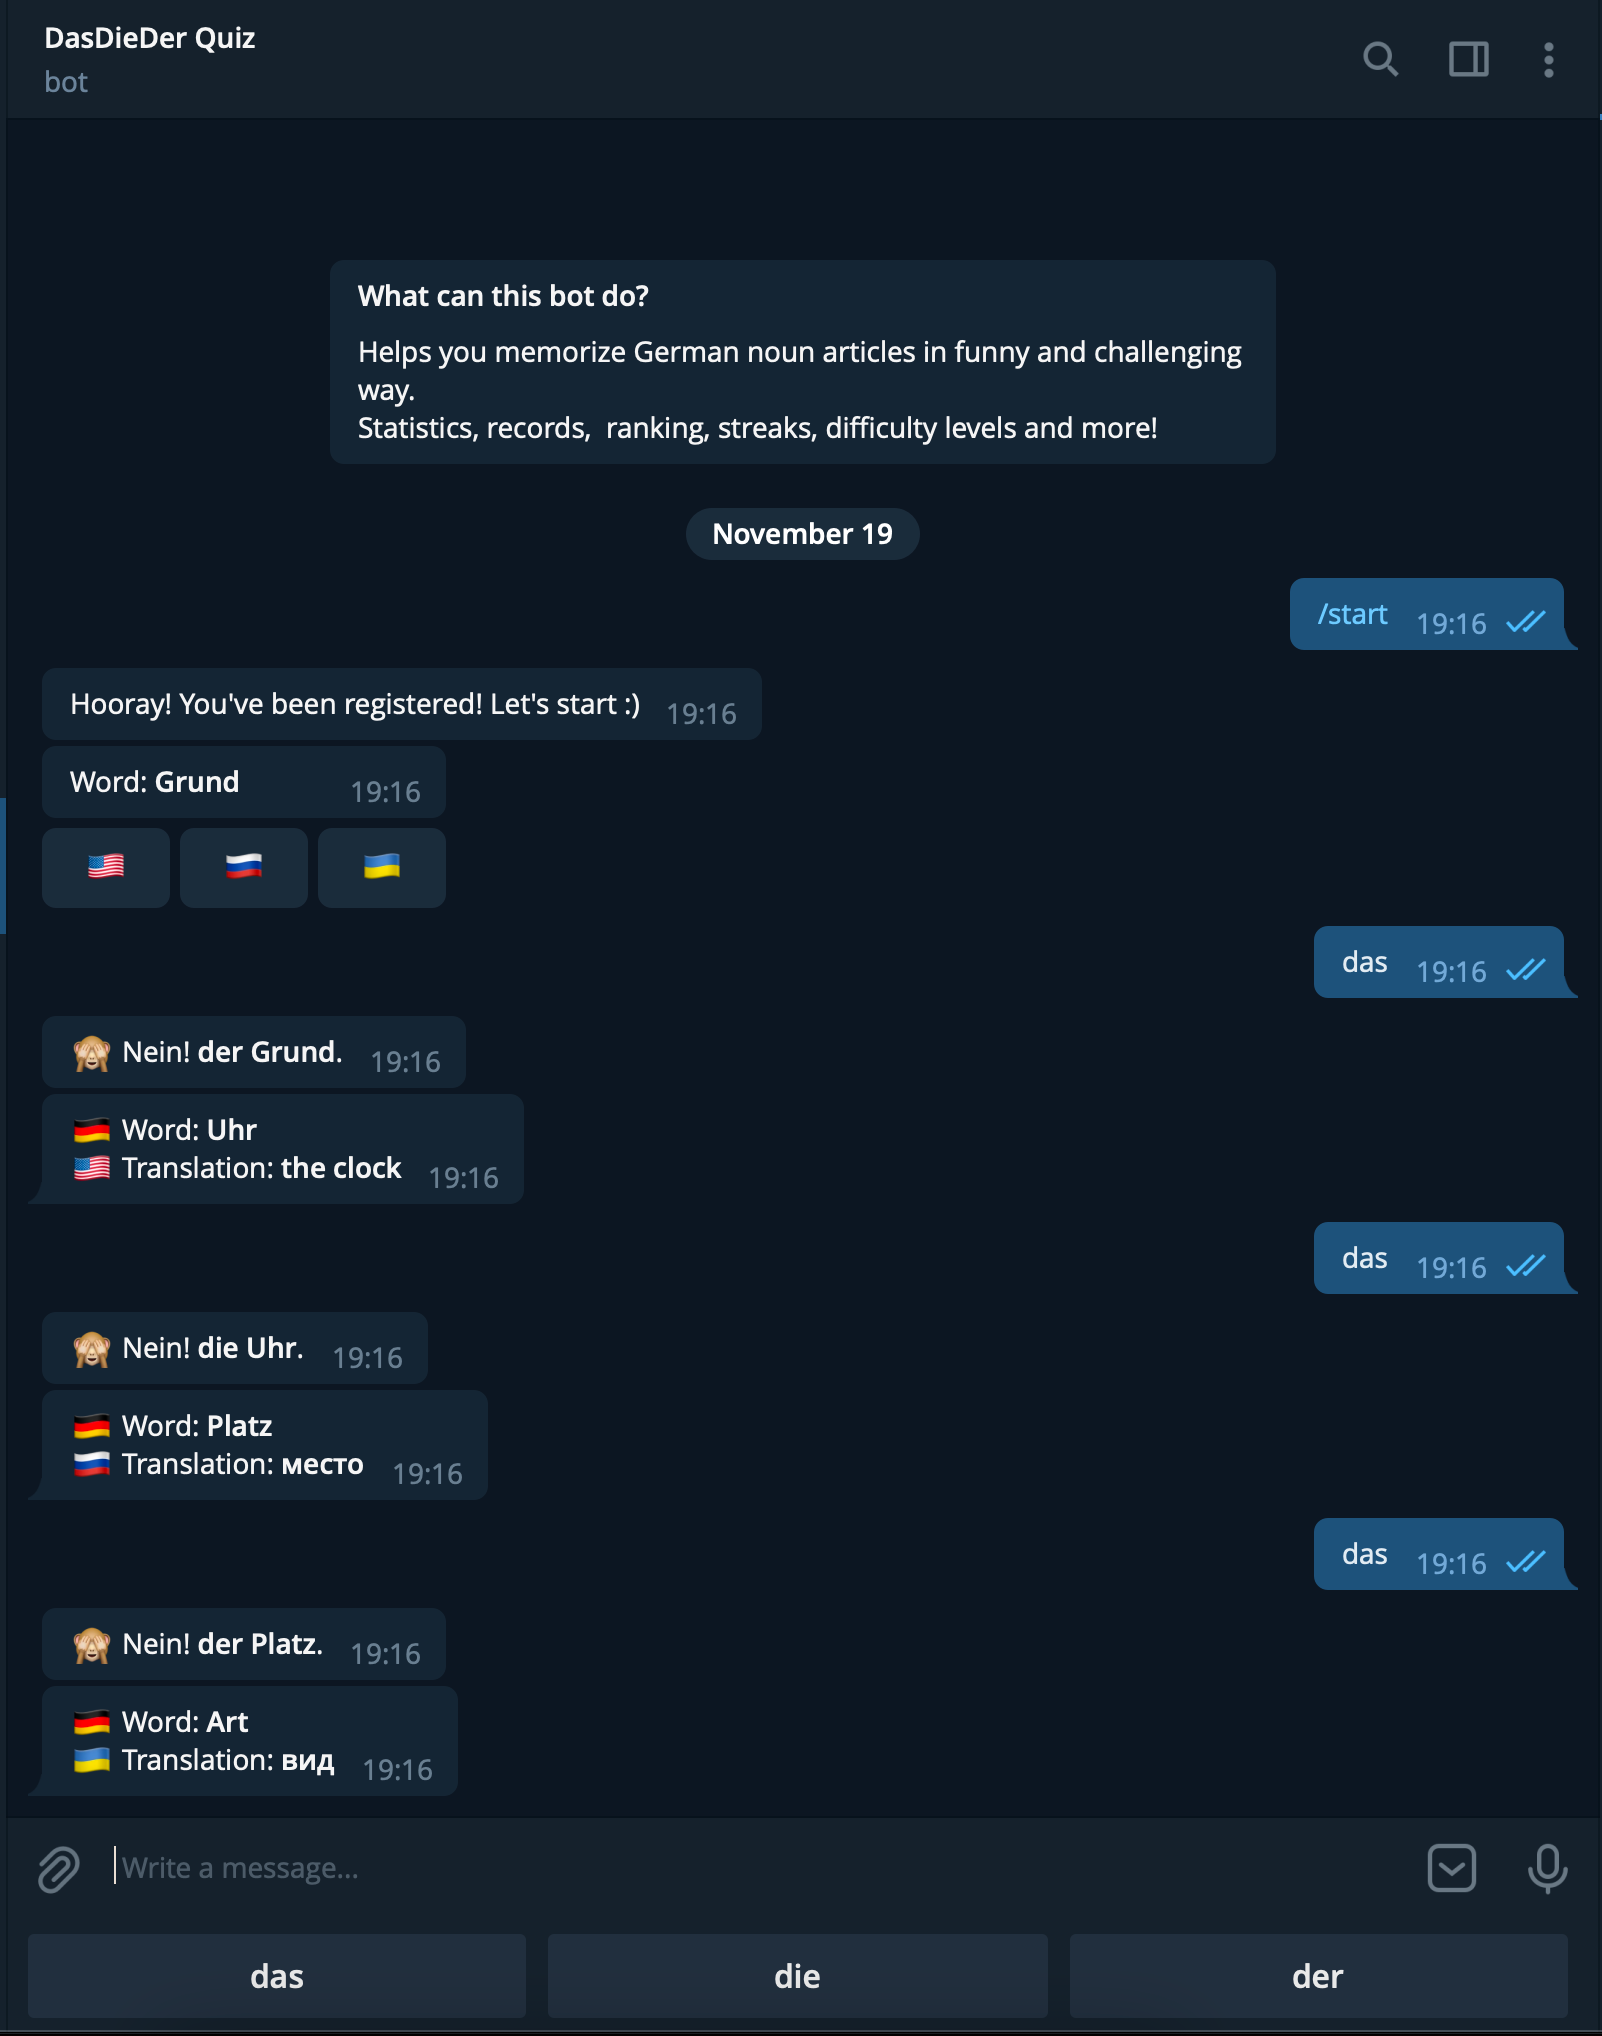 DasDieDer Quiz
bot
What can this bot do?
Helps you memorize German noun articles in funny and challenging
way.
Statistics, records,  ranking, streaks, difficulty levels and more!
November 19
/start 19:16
Hooray! You've been registered! Let's start :) 19:16
Word: Grund 19:16
das 19:16
Nein! der Grund. 19:16
Word: Uhr
Translation: the clock 19:16
das 19:16
Nein! die Uhr. 19:16
Word: Platz
Translation: место 19:16
das 19:16
Nein! der Platz. 19:16
Word: Art
Translation: вид 19:16
Write a message...
das die der